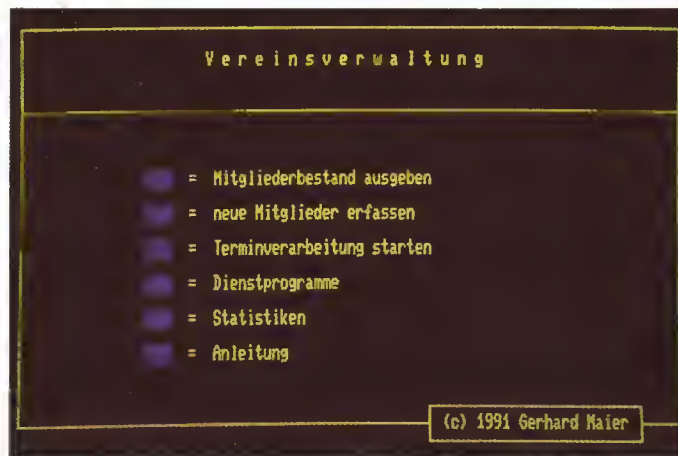 Vereinsverwaltung
= Mitgliederbestand ausgeben
= neue Mitglieder erfassen
= Terminverarbeitung starten
= Dienstprogramme
= Statistiken
= Anleitung
(c) 1991 Gerhard Maier